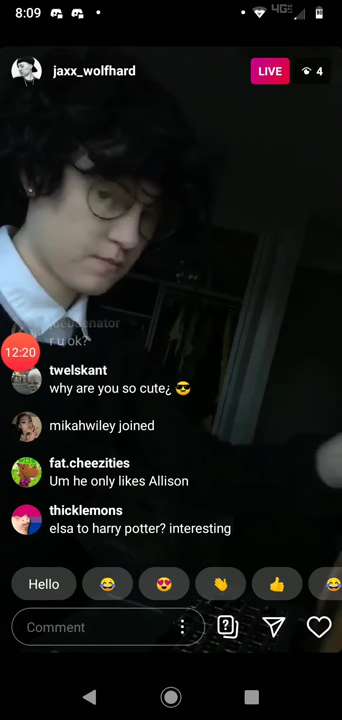 8:09
4G
jaxx_wolfhard
LIVE
4
r u ok?
12:20
twelskant
why are you so cute¿ 😎
mikahwiley joined
fat.cheezities
Um he only likes Allison
thicklemons
elsa to harry potter? interesting
Hello 😂 😍 👏 👍 😂
Comment